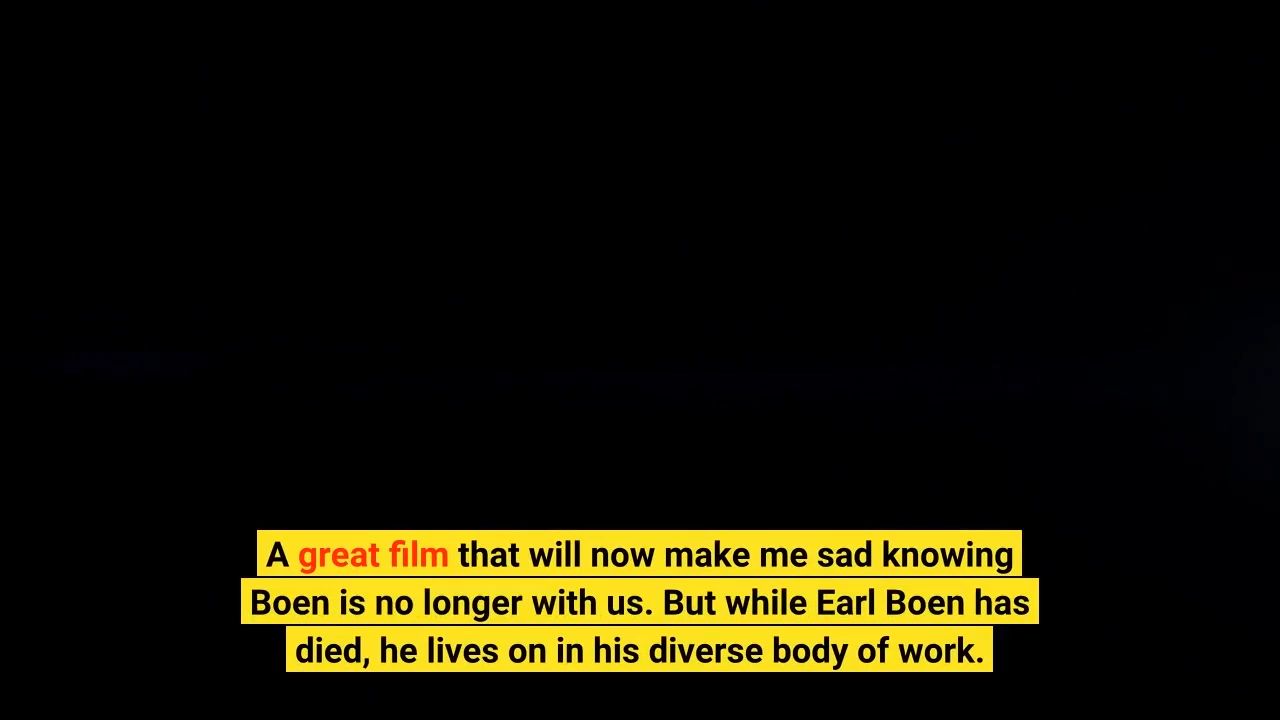 A great film that will now make me sad knowing
Boen is no longer with us. But while Earl Boen has
died, he lives on in his diverse body of work.